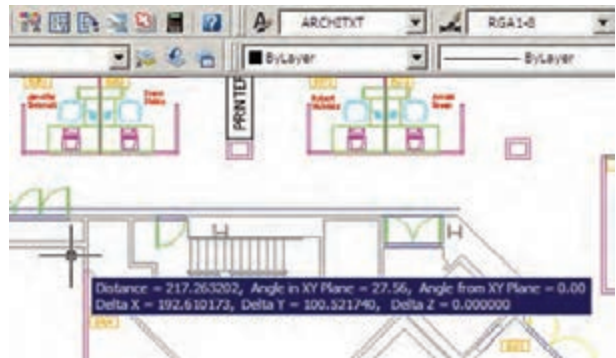 ARCHITXT
RGA1-8
ByLayer
ByLayer
PRINTER
Distance = 217.263202, Angle in XY Plane = 27.56, Angle from XY Plane = 0.00
Delta X = 192.610173, Delta Y = 100.521740, Delta Z = 0.000000